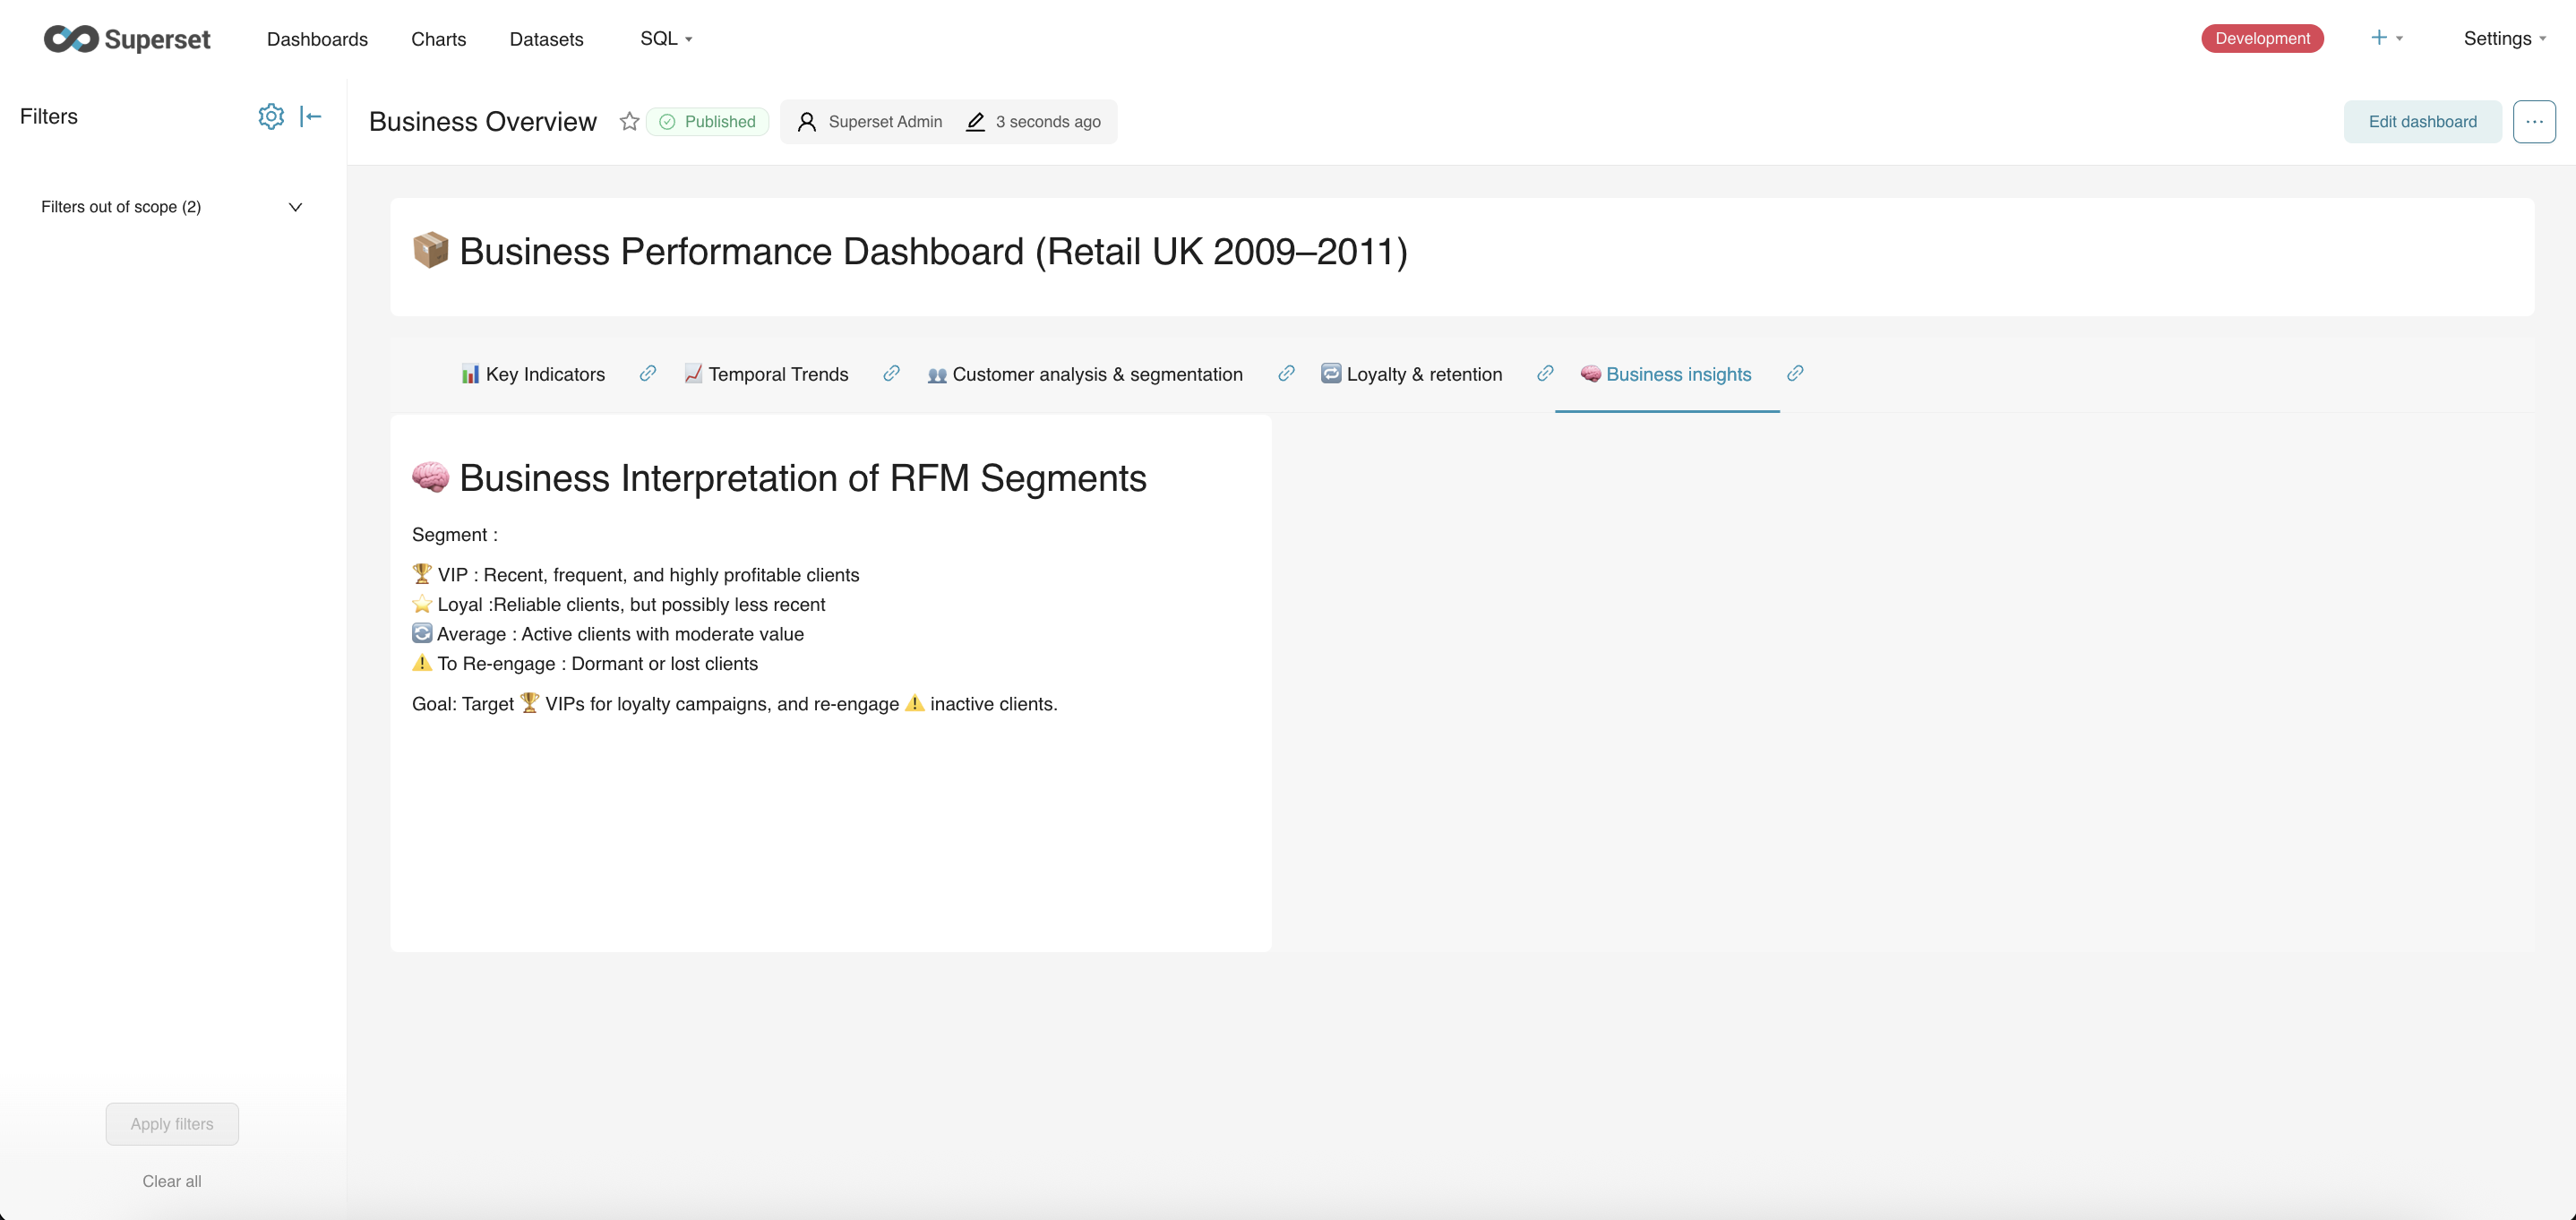 Superset Dashboards Charts Datasets SQL Development Settings
Filters
Business Overview Published Superset Admin 3 seconds ago Edit dashboard
Filters out of scope (2)
📦 Business Performance Dashboard (Retail UK 2009–2011)
📊 Key Indicators 📈 Temporal Trends 👥 Customer analysis & segmentation 🔁 Loyalty & retention 🧠 Business insights
🧠 Business Interpretation of RFM Segments
Segment :
🏆 VIP : Recent, frequent, and highly profitable clients
⭐ Loyal :Reliable clients, but possibly less recent
🔄 Average : Active clients with moderate value
⚠️ To Re-engage : Dormant or lost clients
Goal: Target 🏆 VIPs for loyalty campaigns, and re-engage ⚠️ inactive clients.
Apply filters
Clear all